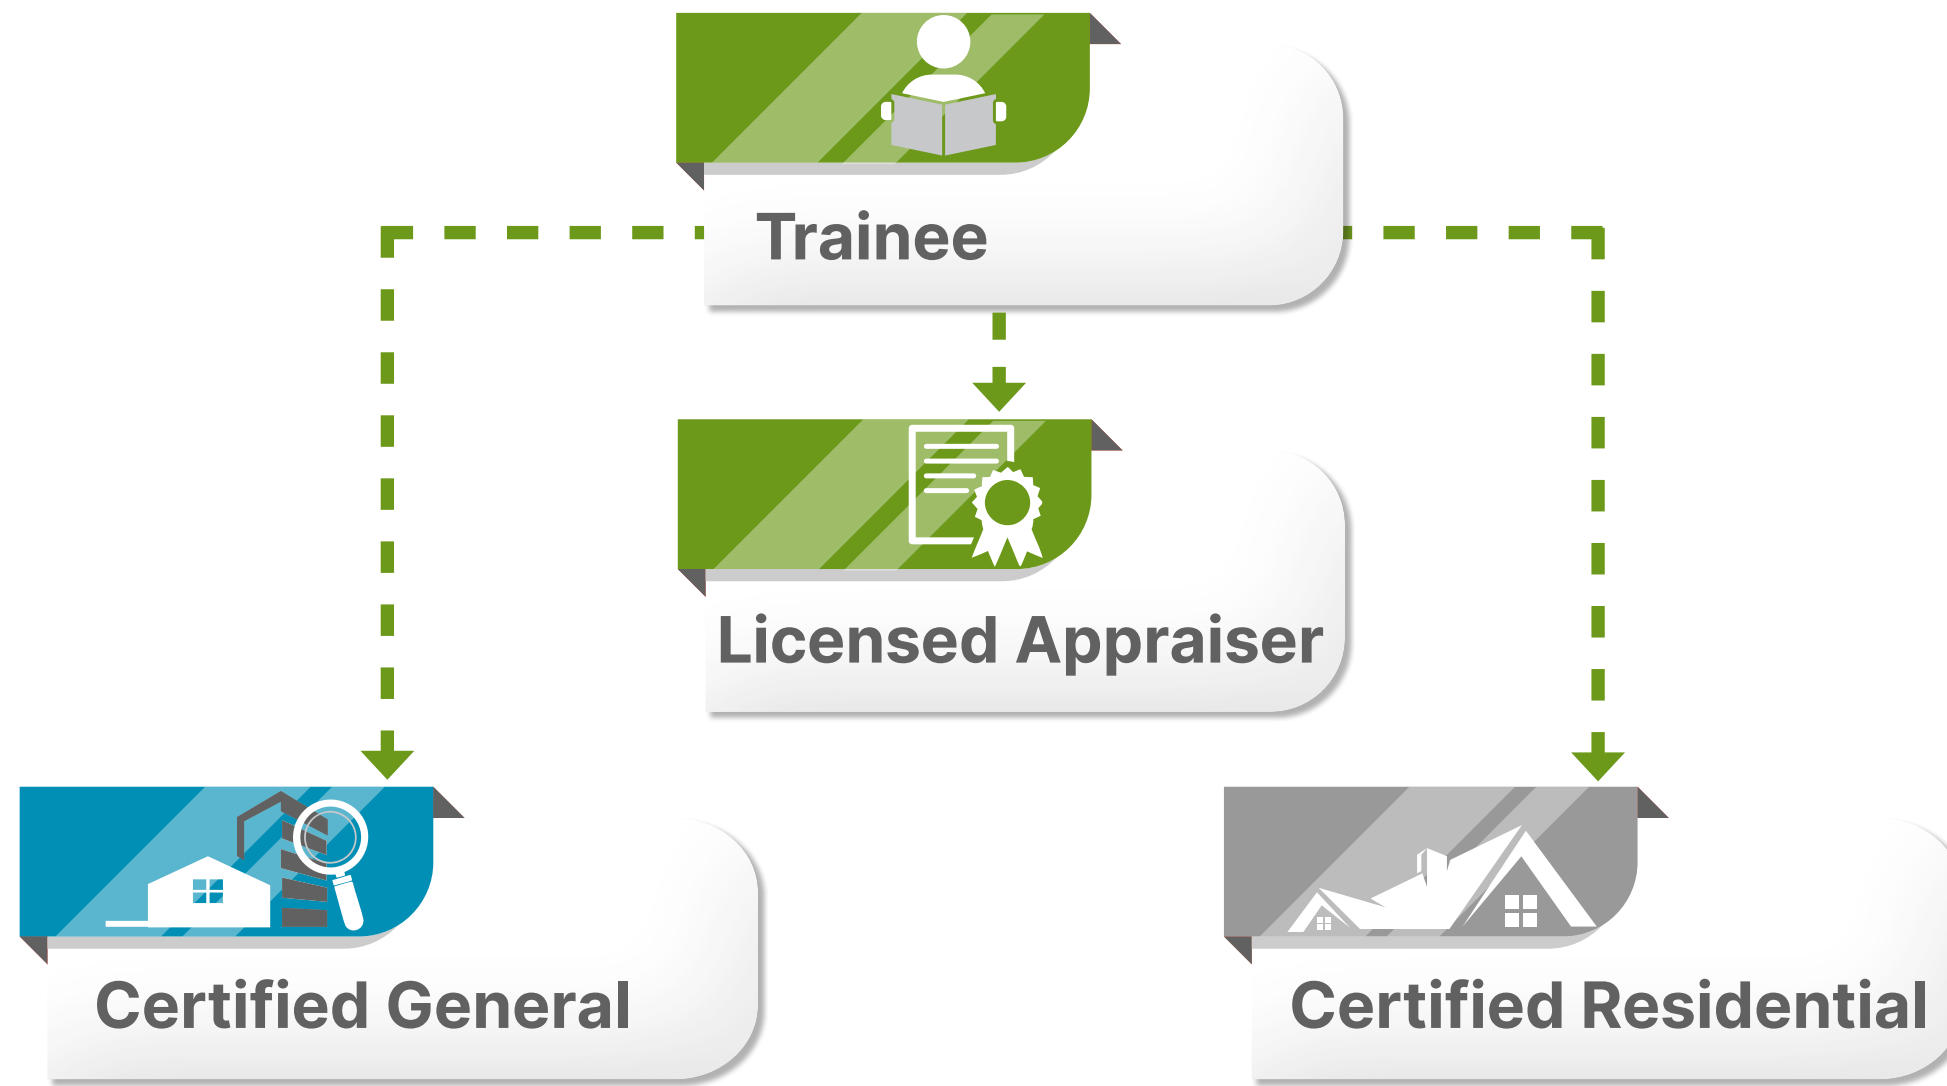 Trainee
Licensed Appraiser
Certified General
Certified Residential